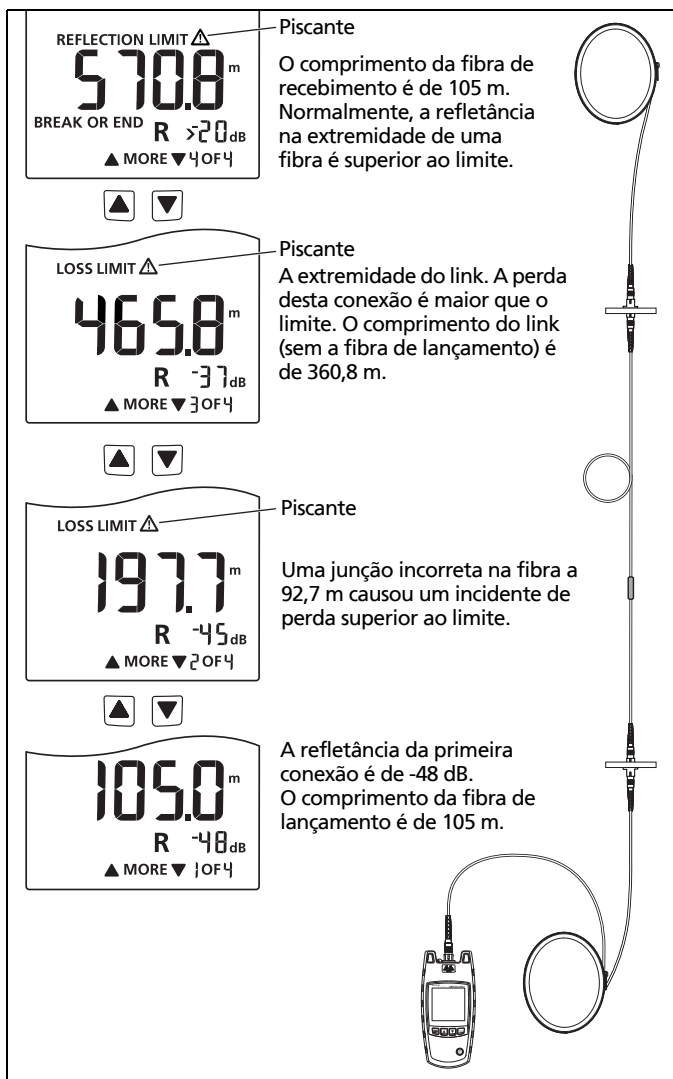 REFLECTION LIMIT ⚠
570.8 m
BREAK OR END R >-20 dB
▲ MORE ▼ 4 OF 4
Piscante
O comprimento da fibra de
recebimento é de 105 m.
Normalmente, a refletância
na extremidade de uma
fibra é superior ao limite.
LOSS LIMIT ⚠
465.8 m
R -37 dB
▲ MORE ▼ 3 OF 4
Piscante
A extremidade do link. A perda
desta conexão é maior que o
limite. O comprimento do link
(sem a fibra de lançamento) é
de 360,8 m.
LOSS LIMIT ⚠
197.7 m
R -45 dB
▲ MORE ▼ 2 OF 4
Piscante
Uma junção incorreta na fibra a
92,7 m causou um incidente de
perda superior ao limite.
105.0 m
R -48 dB
▲ MORE ▼ 1 OF 4
A refletância da primeira
conexão é de -48 dB.
O comprimento da fibra de
lançamento é de 105 m.